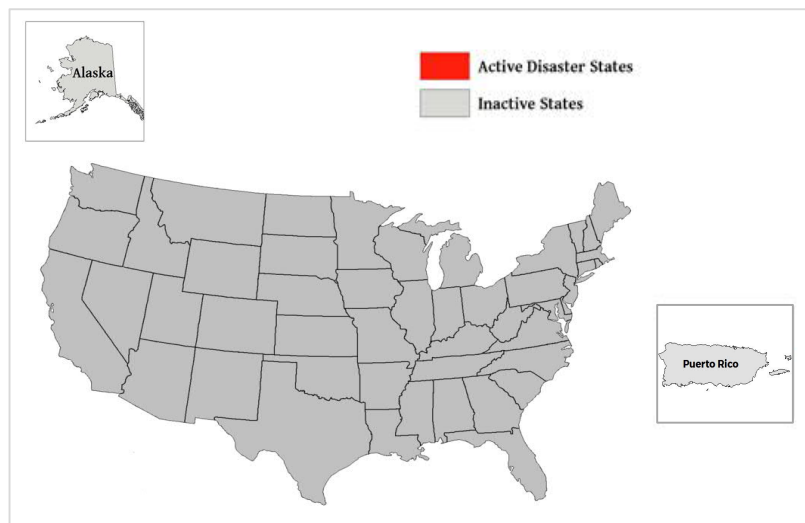 Alaska
Active Disaster States
Inactive States
Puerto Rico